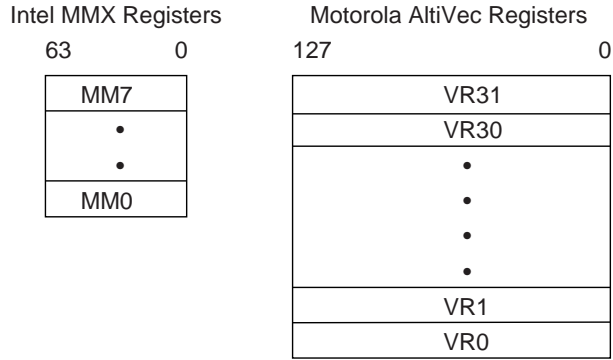 Intel MMX Registers
63 0
MM7
MM0
Motorola AltiVec Registers
127 0
VR31
VR30
VR1
VR0